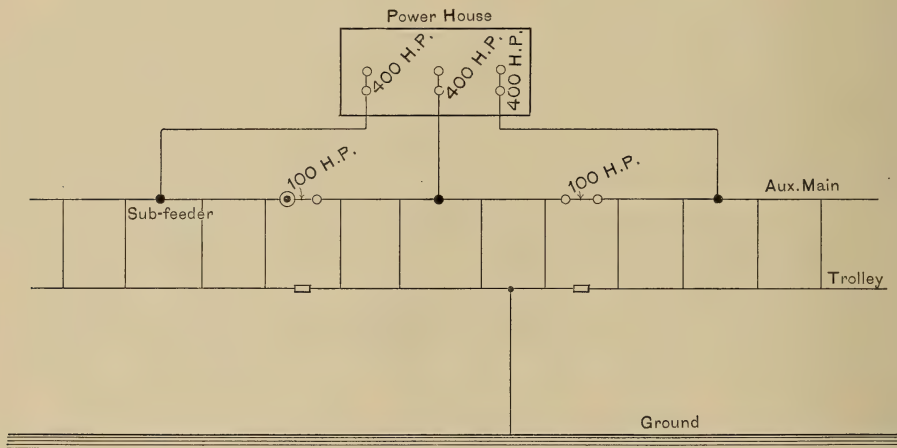 Power House
400 H.P.
400 H.P.
400 H.P.
100 H.P.
100 H.P.
Aux. Main
Sub-feeder
Trolley
Ground